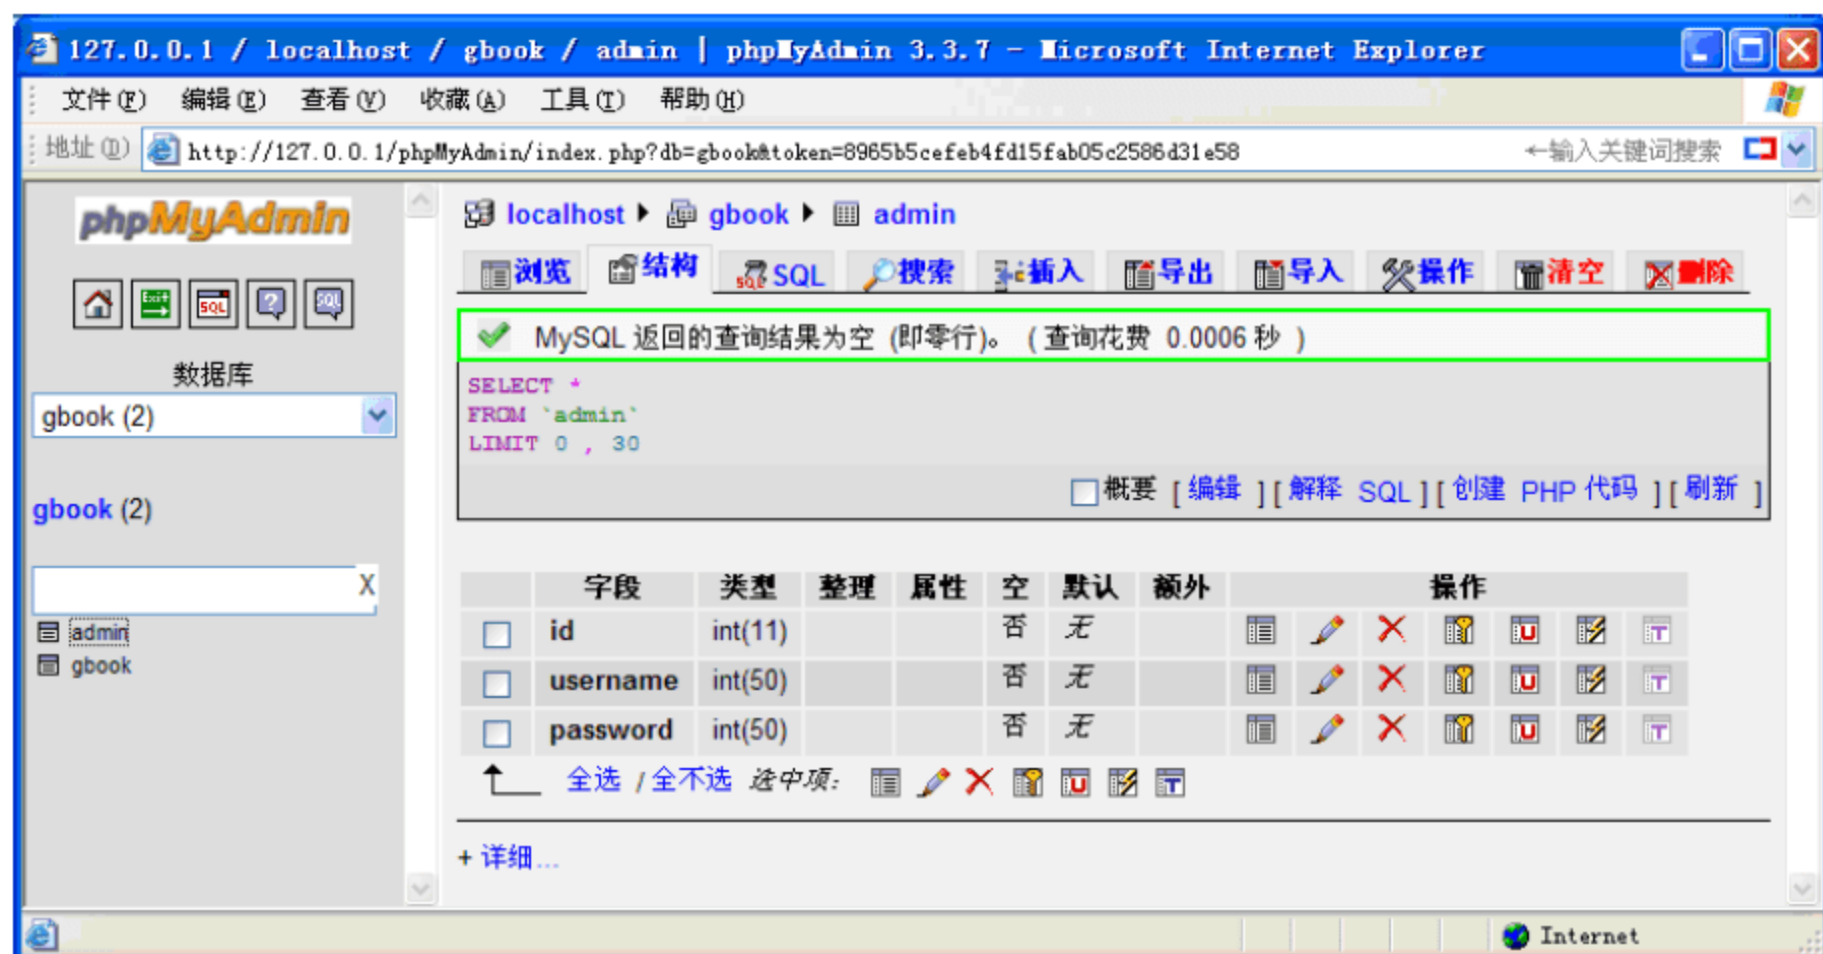 127.0.0.1 / localhost / gbook / admin | phpMyAdmin 3.3.7 - Microsoft Internet Explorer
文件(F) 编辑(E) 查看(V) 收藏(A) 工具(T) 帮助(H)
地址(D) http://127.0.0.1/phpMyAdmin/index.php?db=gbook&token=8965b5cefeb4fd15fab05c2586d31e58 ←输入关键词搜索
phpMyAdmin
Exit SQL ? SQL
数据库
gbook (2)
gbook (2)
X
admin
gbook
localhost gbook admin
浏览 结构 SQL 搜索 插入 导出 导入 操作 清空 删除
MySQL 返回的查询结果为空 (即零行)。 ( 查询花费 0.0006 秒 )
SELECT *
FROM `admin`
LIMIT 0 , 30
概要 [ 编辑 ] [ 解释 SQL ] [ 创建 PHP 代码 ] [ 刷新 ]
字段 类型 整理 属性 空 默认 额外 操作
id int(11) 否 无
username int(50) 否 无
password int(50) 否 无
全选 / 全不选 选中项:
+ 详细...
Internet